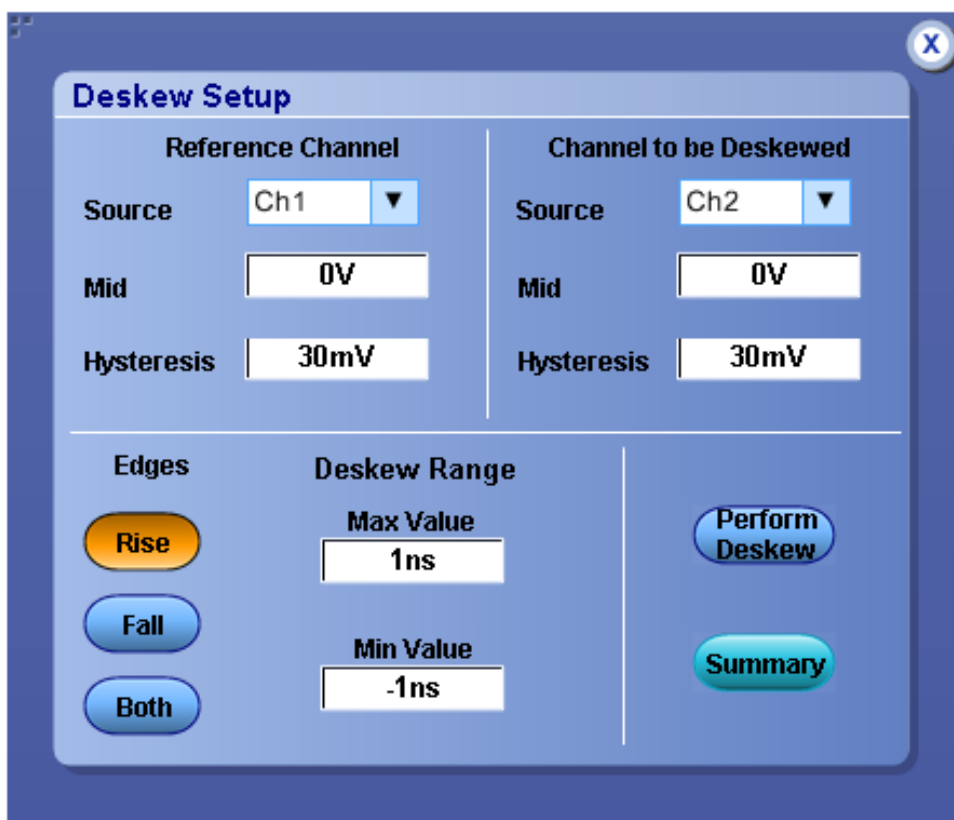 X
Deskew Setup
Reference Channel
Source
Ch1
Mid
0V
Hysteresis
30mV
Channel to be Deskewed
Source
Ch2
Mid
0V
Hysteresis
30mV
Edges
Rise
Fall
Both
Deskew Range
Max Value
1ns
Min Value
-1ns
Perform
Deskew
Summary